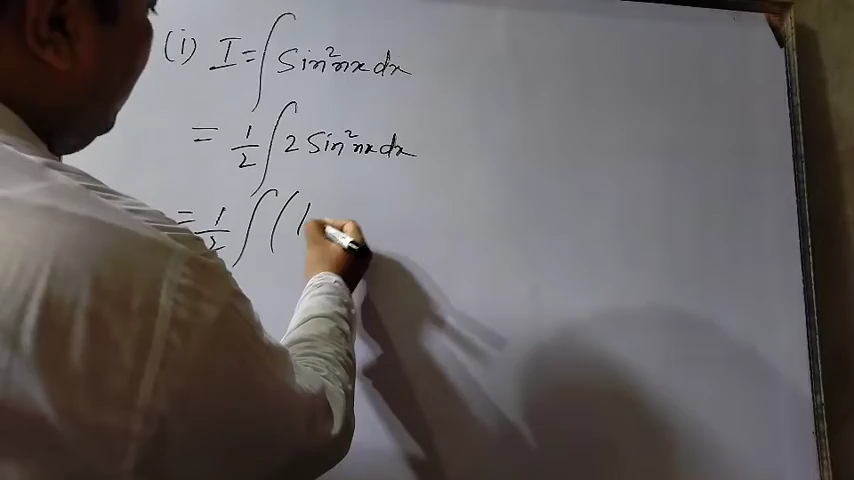 (i) I = ∫ Sin²nx dx
= 1/2 ∫ 2 Sin²nx dx
= 1/2 ∫ ( 1